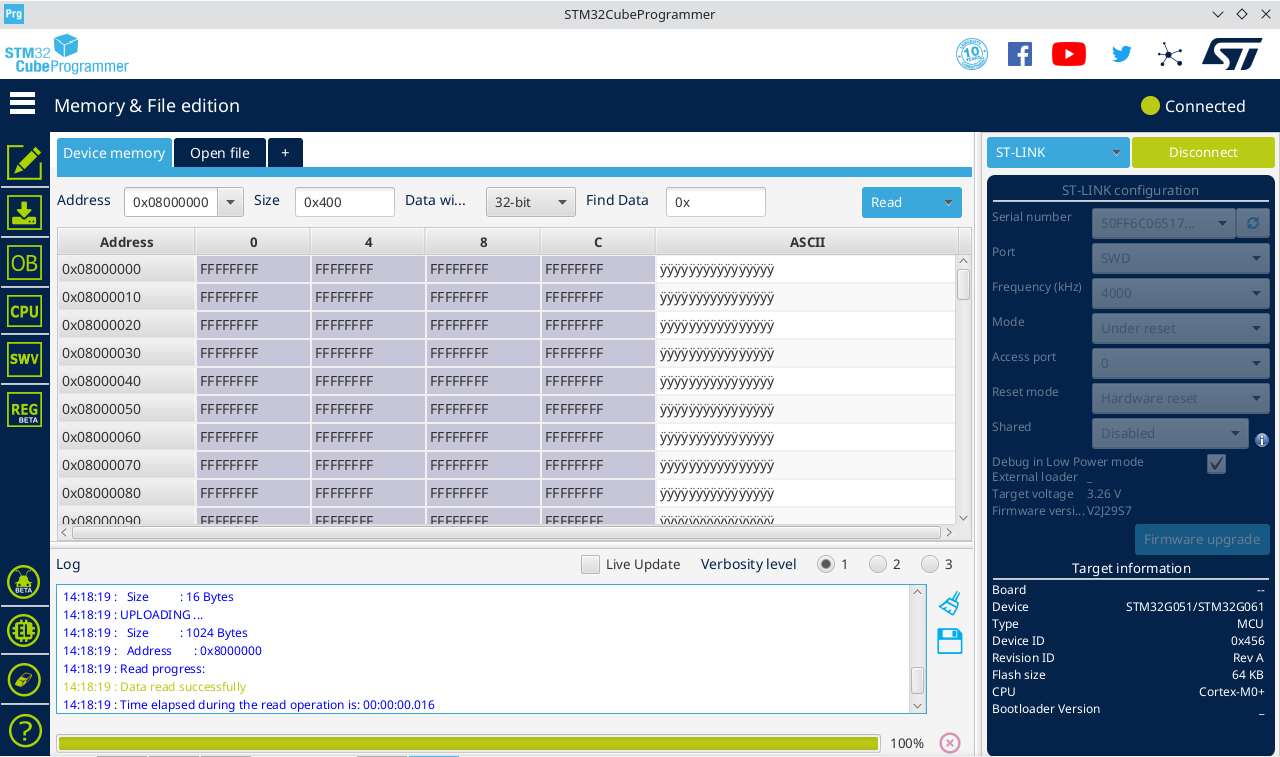 Prg STM32CubeProgrammer
STM32 CubeProgrammer
10 YEARS
ST
Memory & File edition
Connected
Device memory Open file +
ST-LINK Disconnect
Address 0x08000000 Size 0x400 Data wi... 32-bit Find Data 0x Read
Address 0 4 8 C ASCII
0x08000000 FFFFFFFF FFFFFFFF FFFFFFFF FFFFFFFF ÿÿÿÿÿÿÿÿÿÿÿÿÿÿÿÿ
0x08000010 FFFFFFFF FFFFFFFF FFFFFFFF FFFFFFFF ÿÿÿÿÿÿÿÿÿÿÿÿÿÿÿÿ
0x08000020 FFFFFFFF FFFFFFFF FFFFFFFF FFFFFFFF ÿÿÿÿÿÿÿÿÿÿÿÿÿÿÿÿ
0x08000030 FFFFFFFF FFFFFFFF FFFFFFFF FFFFFFFF ÿÿÿÿÿÿÿÿÿÿÿÿÿÿÿÿ
0x08000040 FFFFFFFF FFFFFFFF FFFFFFFF FFFFFFFF ÿÿÿÿÿÿÿÿÿÿÿÿÿÿÿÿ
0x08000050 FFFFFFFF FFFFFFFF FFFFFFFF FFFFFFFF ÿÿÿÿÿÿÿÿÿÿÿÿÿÿÿÿ
0x08000060 FFFFFFFF FFFFFFFF FFFFFFFF FFFFFFFF ÿÿÿÿÿÿÿÿÿÿÿÿÿÿÿÿ
0x08000070 FFFFFFFF FFFFFFFF FFFFFFFF FFFFFFFF ÿÿÿÿÿÿÿÿÿÿÿÿÿÿÿÿ
0x08000080 FFFFFFFF FFFFFFFF FFFFFFFF FFFFFFFF ÿÿÿÿÿÿÿÿÿÿÿÿÿÿÿÿ
0x08000090 FFFFFFFF FFFFFFFF FFFFFFFF FFFFFFFF ÿÿÿÿÿÿÿÿÿÿÿÿÿÿÿÿ
OB
CPU
SWV
REG BETA
BETA
EL
?
Log Live Update Verbosity level 1 2 3
14:18:19 : Size : 16 Bytes
14:18:19 : UPLOADING ...
14:18:19 : Size : 1024 Bytes
14:18:19 : Address : 0x8000000
14:18:19 : Read progress:
14:18:19 : Data read successfully
14:18:19 : Time elapsed during the read operation is: 00:00:00.016
100%
ST-LINK configuration
Serial number 50FF6C06517...
Port SWD
Frequency (kHz) 4000
Mode Under reset
Access port 0
Reset mode Hardware reset
Shared Disabled
Debug in Low Power mode
External loader _
Target voltage 3.26 V
Firmware versi... V2J29S7
Firmware upgrade
Target information
Board --
Device STM32G051/STM32G061
Type MCU
Device ID 0x456
Revision ID Rev A
Flash size 64 KB
CPU Cortex-M0+
Bootloader Version _